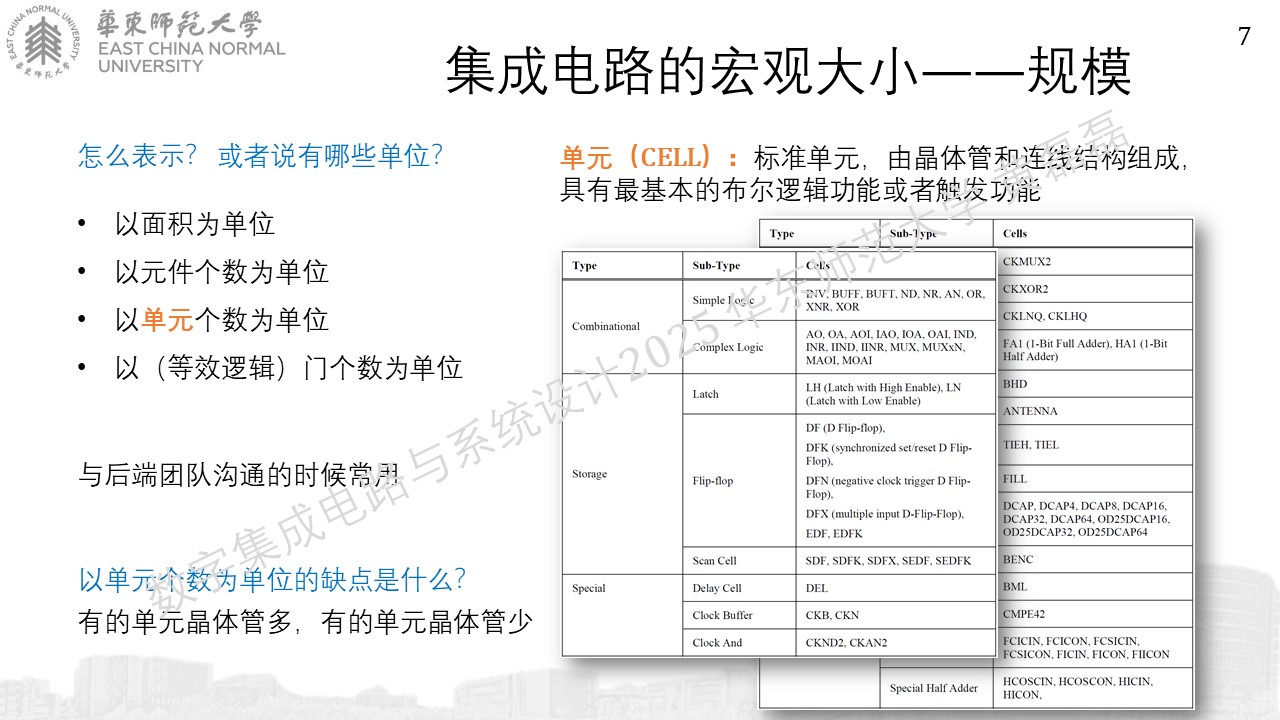 華東師范大學
EAST CHINA NORMAL
UNIVERSITY
7
集成电路的宏观大小——规模
怎么表示？ 或者说有哪些单位？
• 以面积为单位
• 以元件个数为单位
• 以单元个数为单位
• 以（等效逻辑）门个数为单位
与后端团队沟通的时候常用
以单元个数为单位的缺点是什么？
有的单元晶体管多，有的单元晶体管少
单元（CELL）：标准单元，由晶体管和连线结构组成，
具有最基本的布尔逻辑功能或者触发功能
Type Sub-Type Cells
Combinational
Simple Logic
INV, BUFF, BUFT, ND, NR, AN, OR,
XNR, XOR
Complex Logic
AO, OA, AOI, IAO, IOA, OAI, IND,
INR, IIND, IINR, MUX, MUXxN,
MAOI, MOAI
Storage
Latch
LH (Latch with High Enable), LN
(Latch with Low Enable)
Flip-flop
DF (D Flip-flop),
DFK (synchronized set/reset D Flip-
Flop),
DFN (negative clock trigger D Flip-
Flop),
DFX (multiple input D-Flip-Flop),
EDF, EDFK
Scan Cell SDF, SDFK, SDFX, SEDF, SEDFK
Special
Delay Cell DEL
Clock Buffer CKB, CKN
Clock And CKND2, CKAN2
Type Sub-Type Cells
CKMUX2
CKXOR2
CKLNQ, CKLHQ
FA1 (1-Bit Full Adder), HA1 (1-Bit
Half Adder)
BHD
ANTENNA
TIEH, TIEL
FILL
DCAP, DCAP4, DCAP8, DCAP16,
DCAP32, DCAP64, OD25DCAP16,
OD25DCAP32, OD25DCAP64
BENC
BML
CMPE42
FCICIN, FCICON, FCSICIN,
FCSICON, FICIN, FICON, FIICON
Special Half Adder
HCOSCIN, HCOSCON, HICIN,
HICON,
数字集成电路与系统设计2025 华东师范大学 黄磊磊